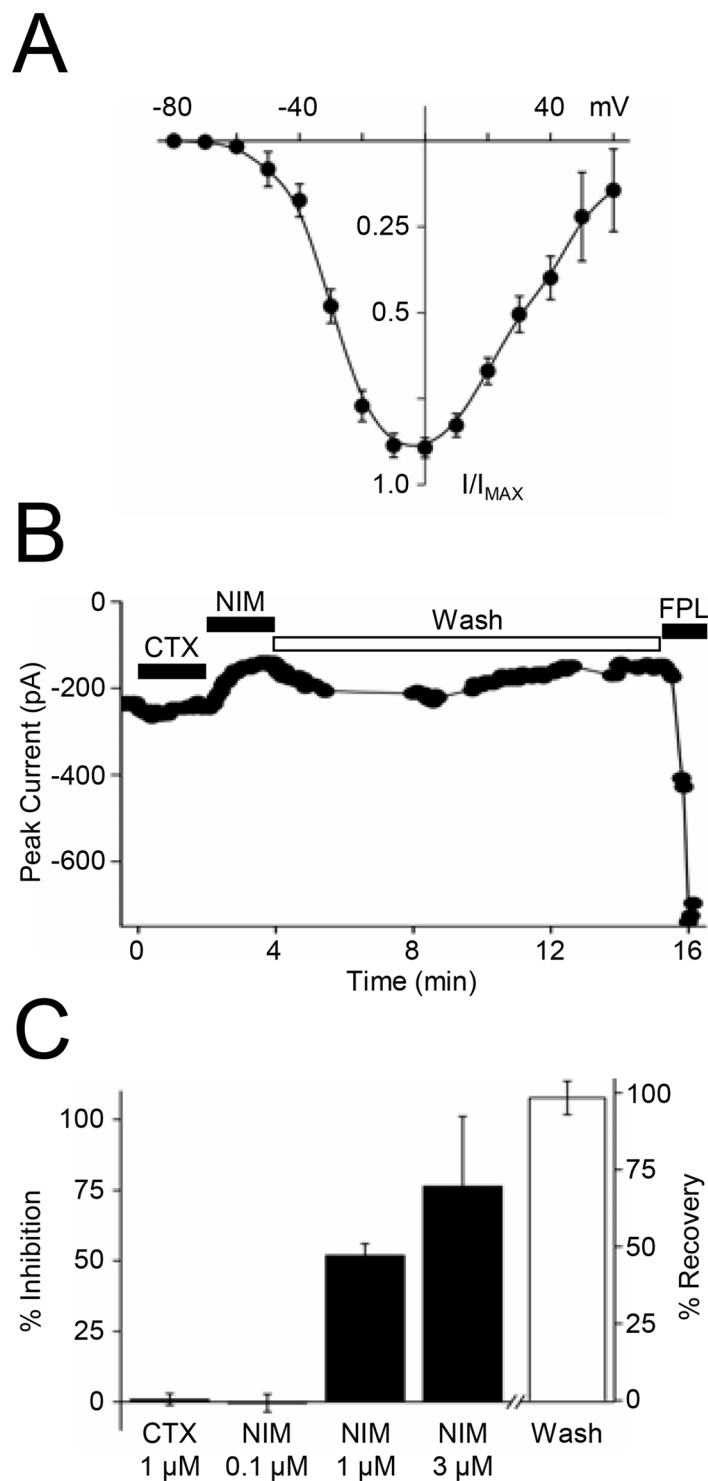 A
-80 -40 40 mV
0.25
0.5
1.0 I/IMAX
B
0 NIM FPL
CTX Wash
-200
-400
-600
Peak Current (pA)
0 4 8 12 16
Time (min)
C
100 100
75 75
50 50
25 25
0 0
% Inhibition
% Recovery
CTX NIM NIM NIM Wash
1 µM 0.1 µM 1 µM 3 µM